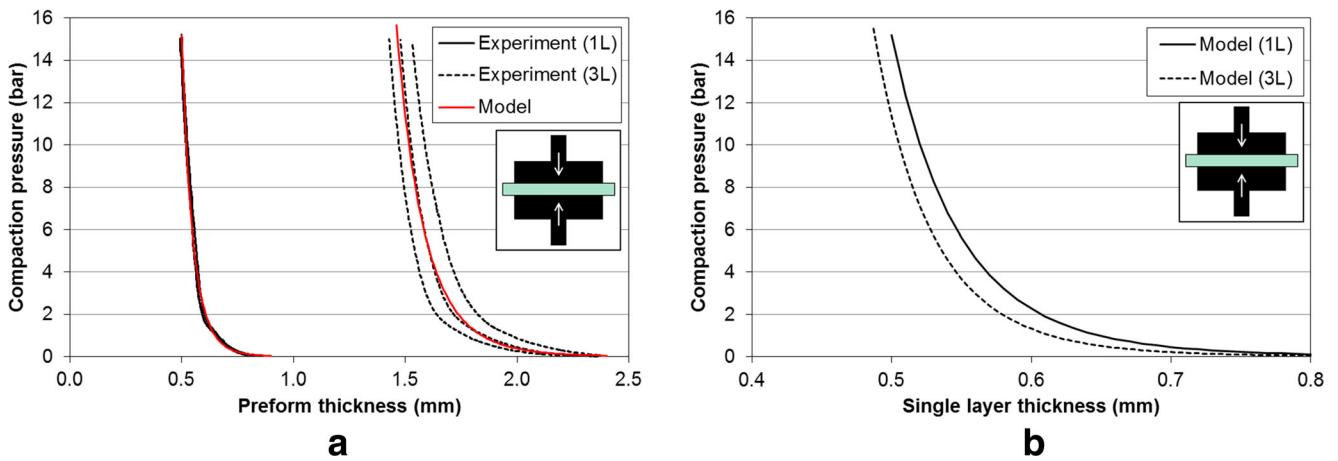 16
14
12
10
8
6
4
2
0
Compaction pressure (bar)
Experiment (1L)
Experiment (3L)
Model
0.0 0.5 1.0 1.5 2.0 2.5
Preform thickness (mm)
a
16
14
12
10
8
6
4
2
0
Compaction pressure (bar)
Model (1L)
Model (3L)
0.4 0.5 0.6 0.7 0.8
Single layer thickness (mm)
b